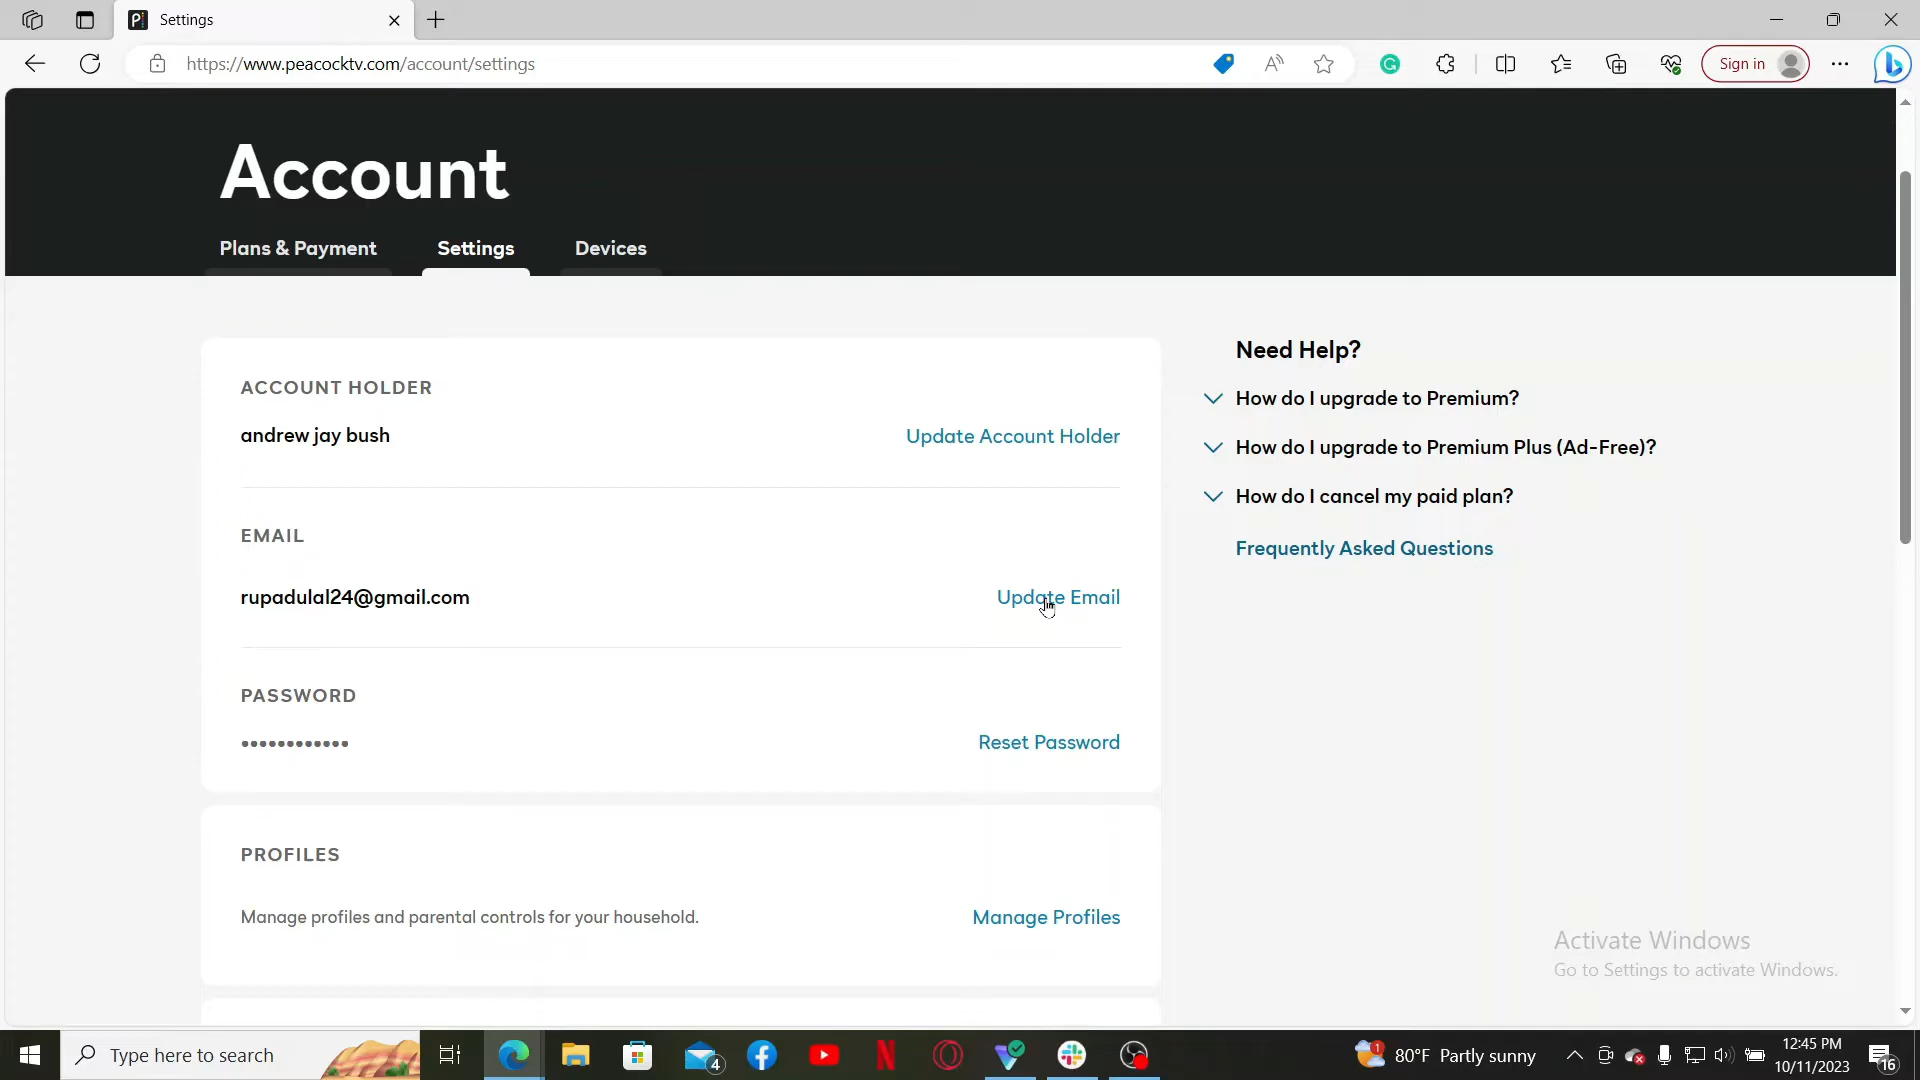 Settings
https://www.peacocktv.com/account/settings
Sign in
Account
Plans & Payment
Settings
Devices
ACCOUNT HOLDER
andrew jay bush
Update Account Holder
EMAIL
rupadulal24@gmail.com
Update Email
PASSWORD
••••••••••••
Reset Password
PROFILES
Manage profiles and parental controls for your household.
Manage Profiles
Need Help?
How do I upgrade to Premium?
How do I upgrade to Premium Plus (Ad-Free)?
How do I cancel my paid plan?
Frequently Asked Questions
Activate Windows
Go to Settings to activate Windows.
Type here to search
4
1
80°F Partly sunny
12:45 PM
10/11/2023
16